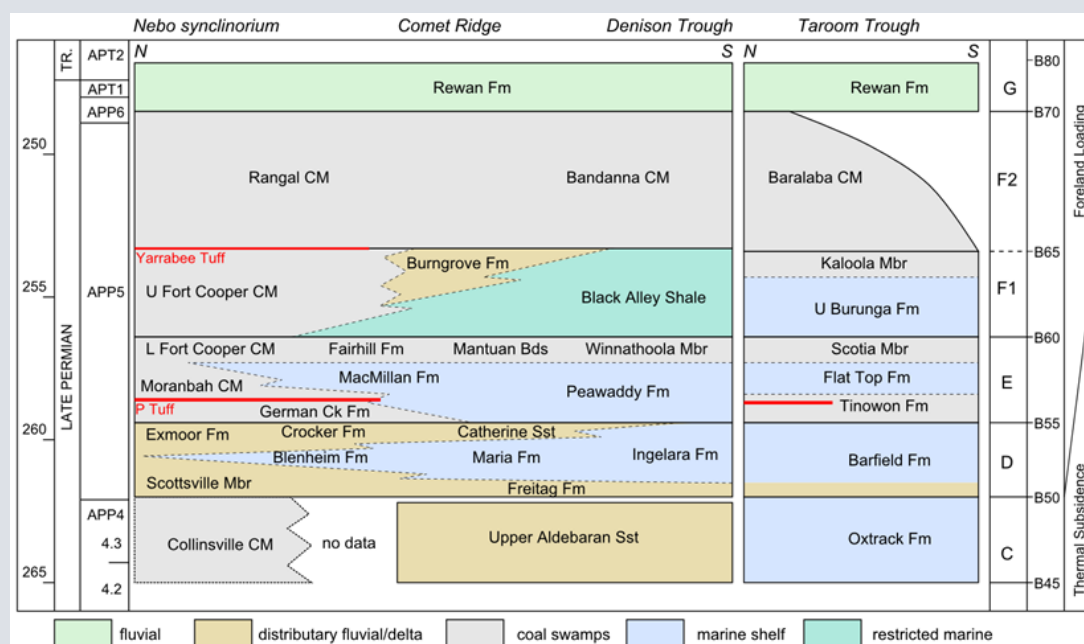 Nebo synclinorium Comet Ridge Denison Trough Taroom Trough
N S N S
TR. APT2 B80
Rewan Fm Rewan Fm
APT1 G
APP6 B70
250
Rangal CM Bandanna CM Baralaba CM F2
Foreland Loading
B65
Yarrabee Tuff Burngrove Fm Kaloola Mbr
APP5 U Fort Cooper CM F1
255 Black Alley Shale U Burunga Fm
B60
L Fort Cooper CM Fairhill Fm Mantuan Bds Winnathoola Mbr Scotia Mbr
MacMillan Fm Flat Top Fm
Moranbah CM Peawaddy Fm E
LATE PERMIAN
P Tuff German Ck Fm Tinowon Fm
B55
260 Exmoor Fm Crocker Fm Catherine Sst
Blenheim Fm Maria Fm Ingelara Fm Barfield Fm D
Scottsville Mbr Freitag Fm
B50
APP4
4.3 Collinsville CM no data Upper Aldebaran Sst Oxtrack Fm C
Thermal Subsidence
265 B45
4.2
fluvial distributary fluvial/delta coal swamps marine shelf restricted marine